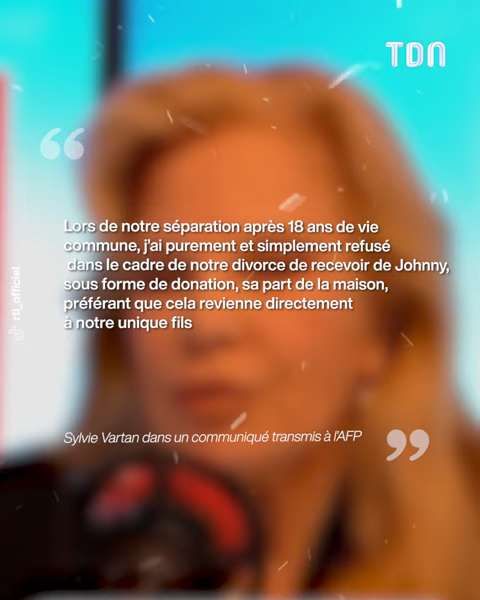 TDN
“
Lors de notre séparation après 18 ans de vie
commune, j’ai purement et simplement refusé
dans le cadre de notre divorce de recevoir de Johnny,
sous forme de donation, sa part de la maison,
préférant que cela revienne directement
à notre unique fils
rtl_officiel
Sylvie Vartan dans un communiqué transmis à l’AFP
”